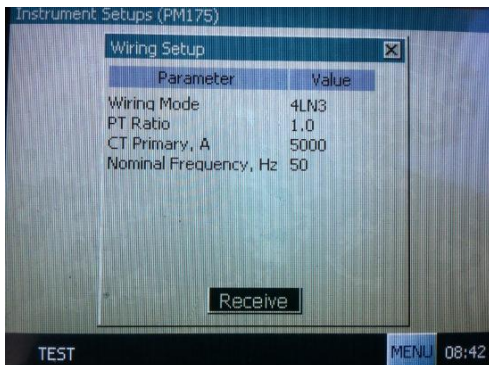 Instrument Setups (PM175)
Wiring Setup
Parameter Value
Wiring Mode 4LN3
PT Ratio 1.0
CT Primary, A 5000
Nominal Frequency, Hz 50
Receive
TEST MENU 08:42